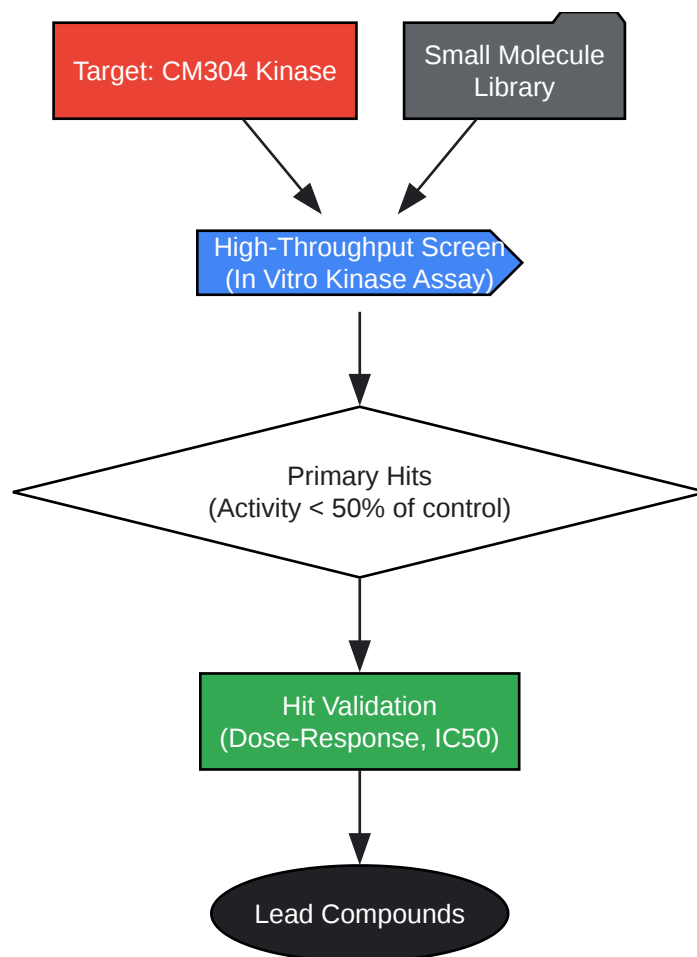 Target: CM304 Kinase
Small Molecule
Library
High-Throughput Screen
(In Vitro Kinase Assay)
Primary Hits
(Activity < 50% of control)
Hit Validation
(Dose-Response, IC50)
Lead Compounds